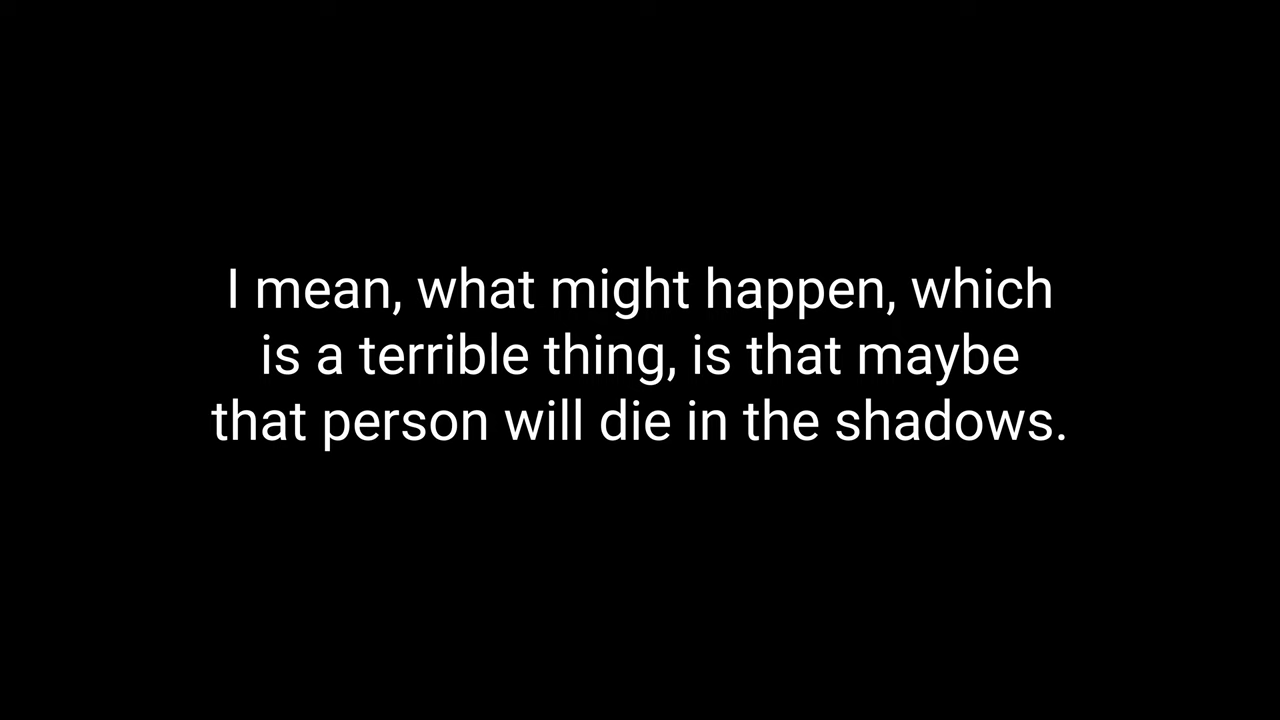 I mean, what might happen, which
is a terrible thing, is that maybe
that person will die in the shadows.